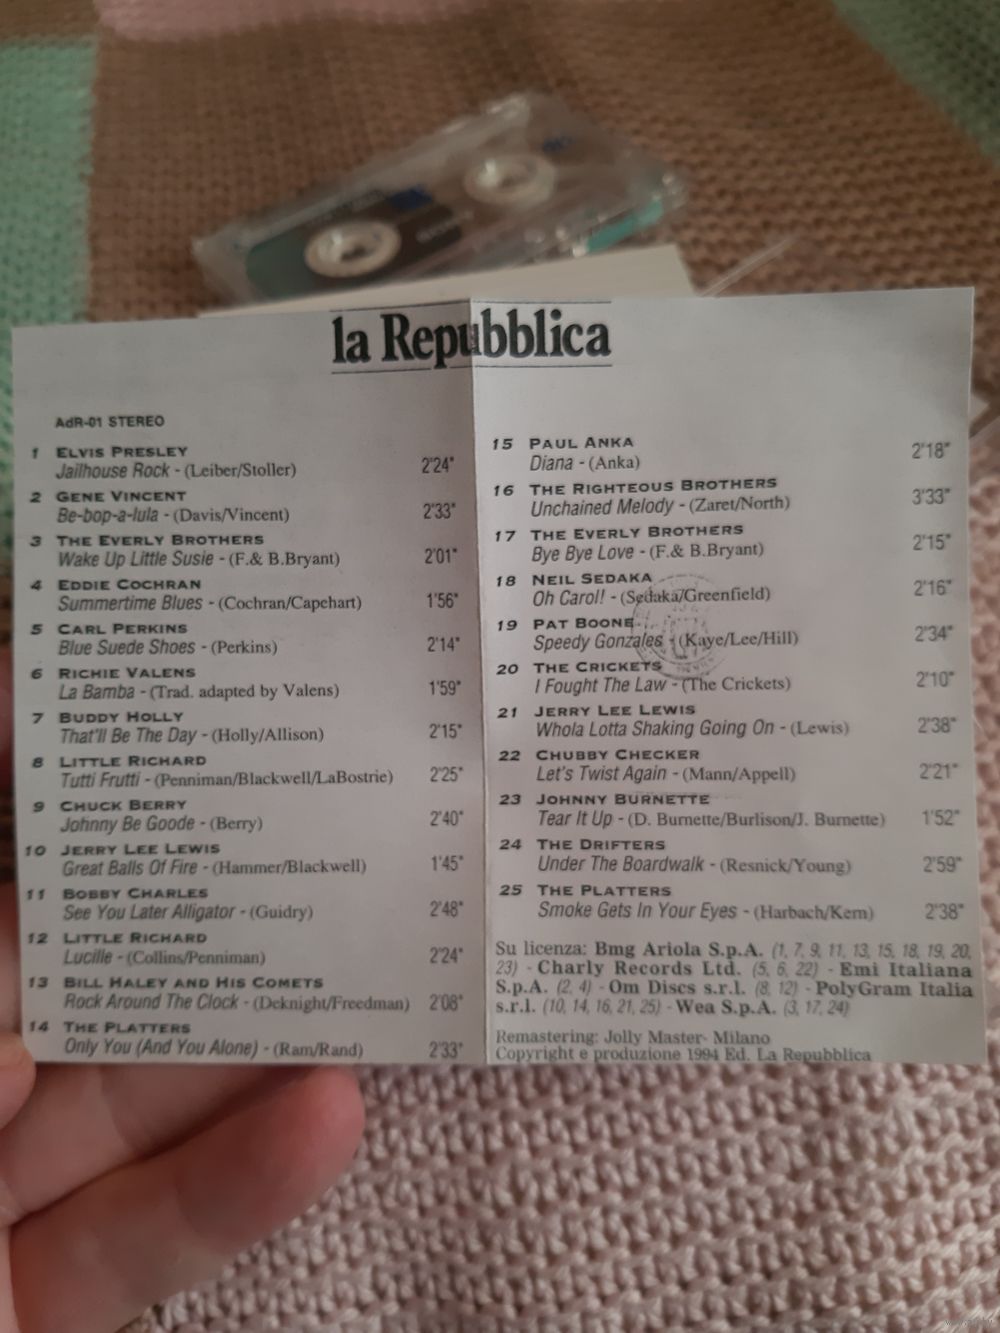 la Repubblica
AdR-01 STEREO
1 ELVIS PRESLEY
Jailhouse Rock - (Leiber/Stoller) 2'24"
2 GENE VINCENT
Be-bop-a-lula - (Davis/Vincent) 2'33"
3 THE EVERLY BROTHERS
Wake Up Little Susie - (F.& B.Bryant) 2'01"
4 EDDIE COCHRAN
Summertime Blues - (Cochran/Capehart) 1'56"
5 CARL PERKINS
Blue Suede Shoes - (Perkins) 2'14"
6 RICHIE VALENS
La Bamba - (Trad. adapted by Valens) 1'59"
7 BUDDY HOLLY
That'll Be The Day - (Holly/Allison) 2'15"
8 LITTLE RICHARD
Tutti Frutti - (Penniman/Blackwell/LaBostrie) 2'25"
9 CHUCK BERRY
Johnny Be Goode - (Berry) 2'40"
10 JERRY LEE LEWIS
Great Balls Of Fire - (Hammer/Blackwell) 1'45"
11 BOBBY CHARLES
See You Later Alligator - (Guidry) 2'48"
12 LITTLE RICHARD
Lucille - (Collins/Penniman) 2'24"
13 BILL HALEY AND HIS COMETS
Rock Around The Clock - (Deknight/Freedman) 2'08"
14 THE PLATTERS
Only You (And You Alone) - (Ram/Rand) 2'33"
15 PAUL ANKA
Diana - (Anka) 2'18"
16 THE RIGHTEOUS BROTHERS
Unchained Melody - (Zaret/North) 3'33"
17 THE EVERLY BROTHERS
Bye Bye Love - (F.& B.Bryant) 2'15"
18 NEIL SEDAKA
Oh Carol! - (Sedaka/Greenfield) 2'16"
19 PAT BOONE
Speedy Gonzales - (Kaye/Lee/Hill) 2'34"
20 THE CRICKETS
I Fought The Law - (The Crickets) 2'10"
21 JERRY LEE LEWIS
Whola Lotta Shaking Going On - (Lewis) 2'38"
22 CHUBBY CHECKER
Let's Twist Again - (Mann/Appell) 2'21"
23 JOHNNY BURNETTE
Tear It Up - (D. Burnette/Burlison/J. Burnette) 1'52"
24 THE DRIFTERS
Under The Boardwalk - (Resnick/Young) 2'59"
25 THE PLATTERS
Smoke Gets In Your Eyes - (Harbach/Kern) 2'38"
Su licenza: Bmg Ariola S.p.A. (1, 7, 9, 11, 13, 15, 18, 19, 20,
23) - Charly Records Ltd. (5, 6, 22) - Emi Italiana
S.p.A. (2, 4) - Om Discs s.r.l. (8, 12) - PolyGram Italia
s.r.l. (10, 14, 16, 21, 25) - Wea S.p.A. (3, 17, 24)
Remastering: Jolly Master- Milano
Copyright e produzione 1994 Ed. La Repubblica